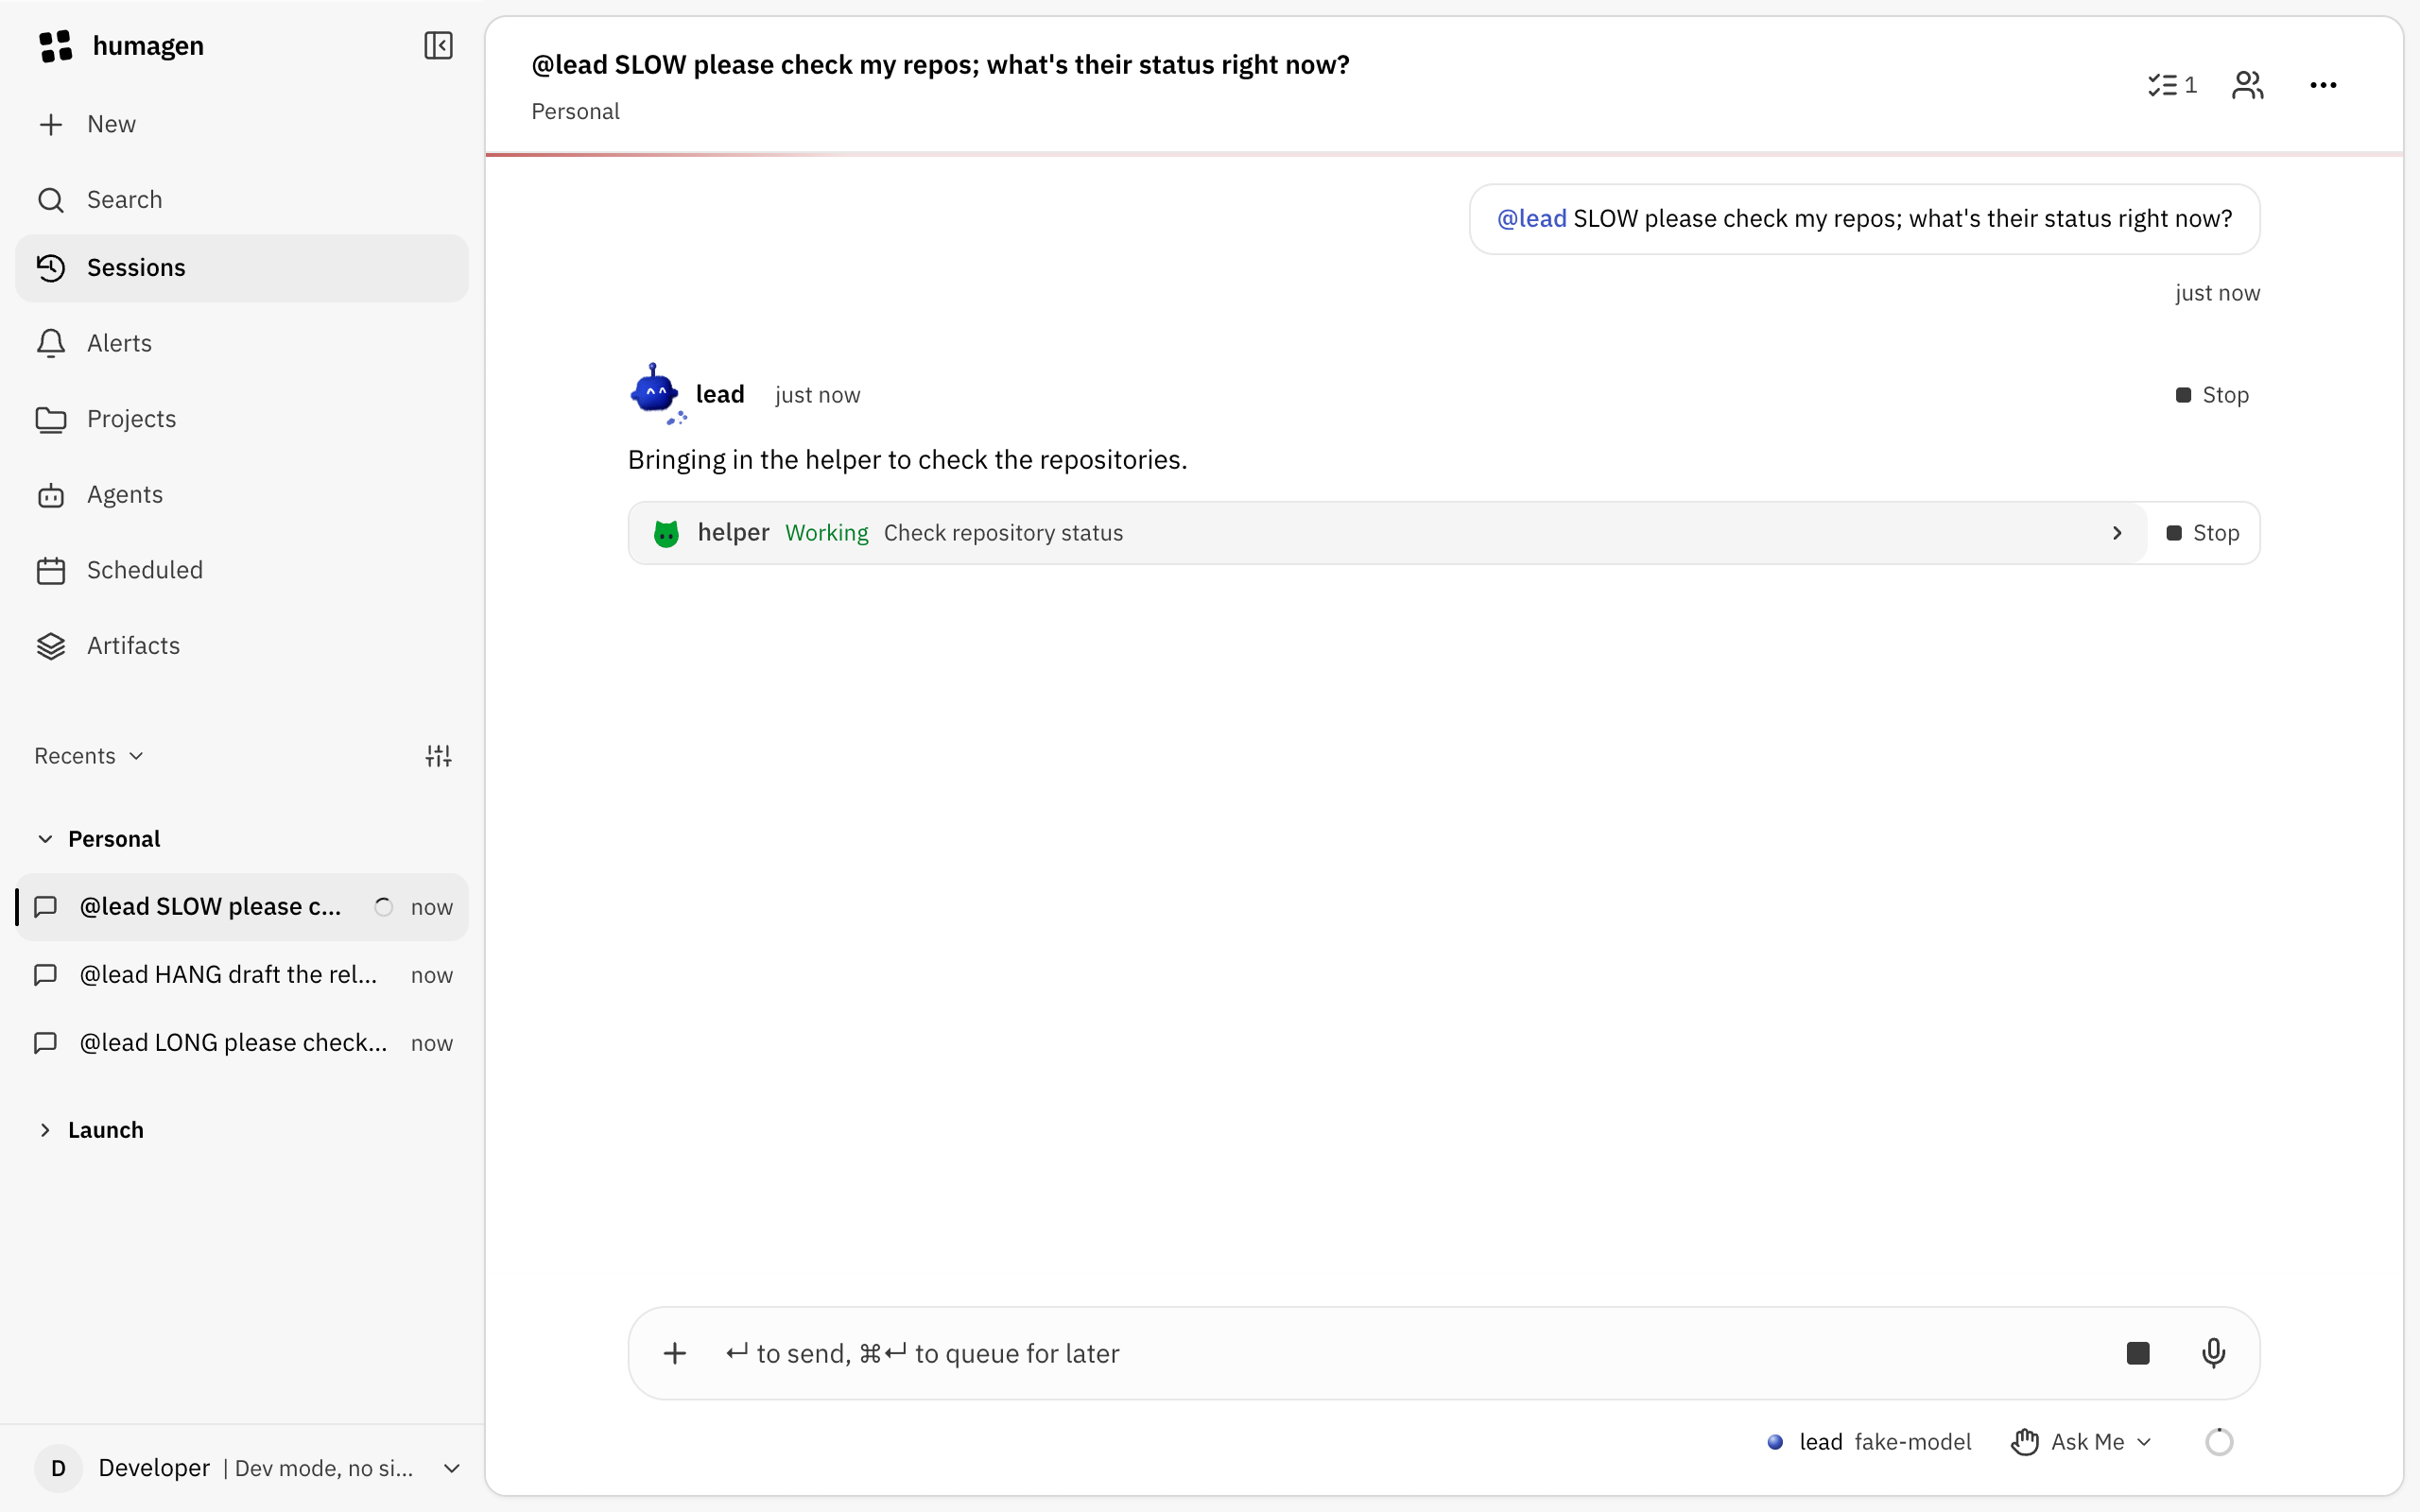 humagen
New
Search
Sessions
Alerts
Projects
Agents
Scheduled
Artifacts
Recents
Personal
@lead SLOW please c... now
@lead HANG draft the rel... now
@lead LONG please check... now
Launch
D Developer | Dev mode, no si...
@lead SLOW please check my repos; what's their status right now?
Personal
1
@lead SLOW please check my repos; what's their status right now?
just now
lead just now Stop
Bringing in the helper to check the repositories.
helper Working Check repository status Stop
↵ to send, ⌘↵ to queue for later
lead fake-model Ask Me